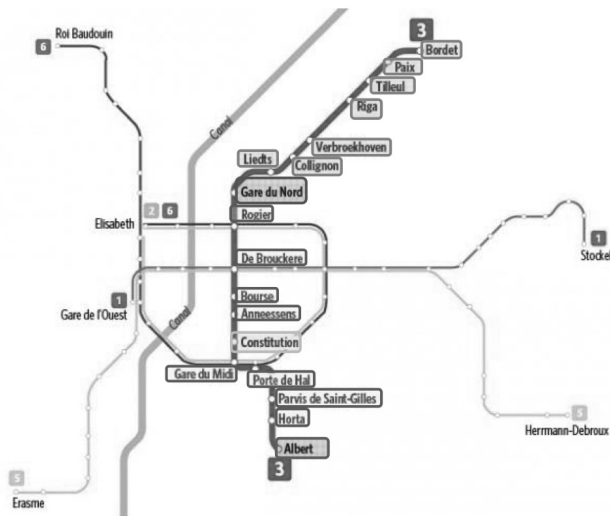 3
Roi Baudouin
6
Bordet
Paix
Tilleul
Riga
Canal
Verbroekhoven
Liedts
Collignon
Gare du Nord
2 6
Rogier
Elisabeth
1
De Brouckere
Stockel
1
Bourse
Gare de l'Ouest
Anneessens
Canal
Constitution
Gare du Midi
Porte de Hal
Parvis de Saint-Gilles
5
Horta
Herrmann-Debroux
Albert
3
5
Erasme